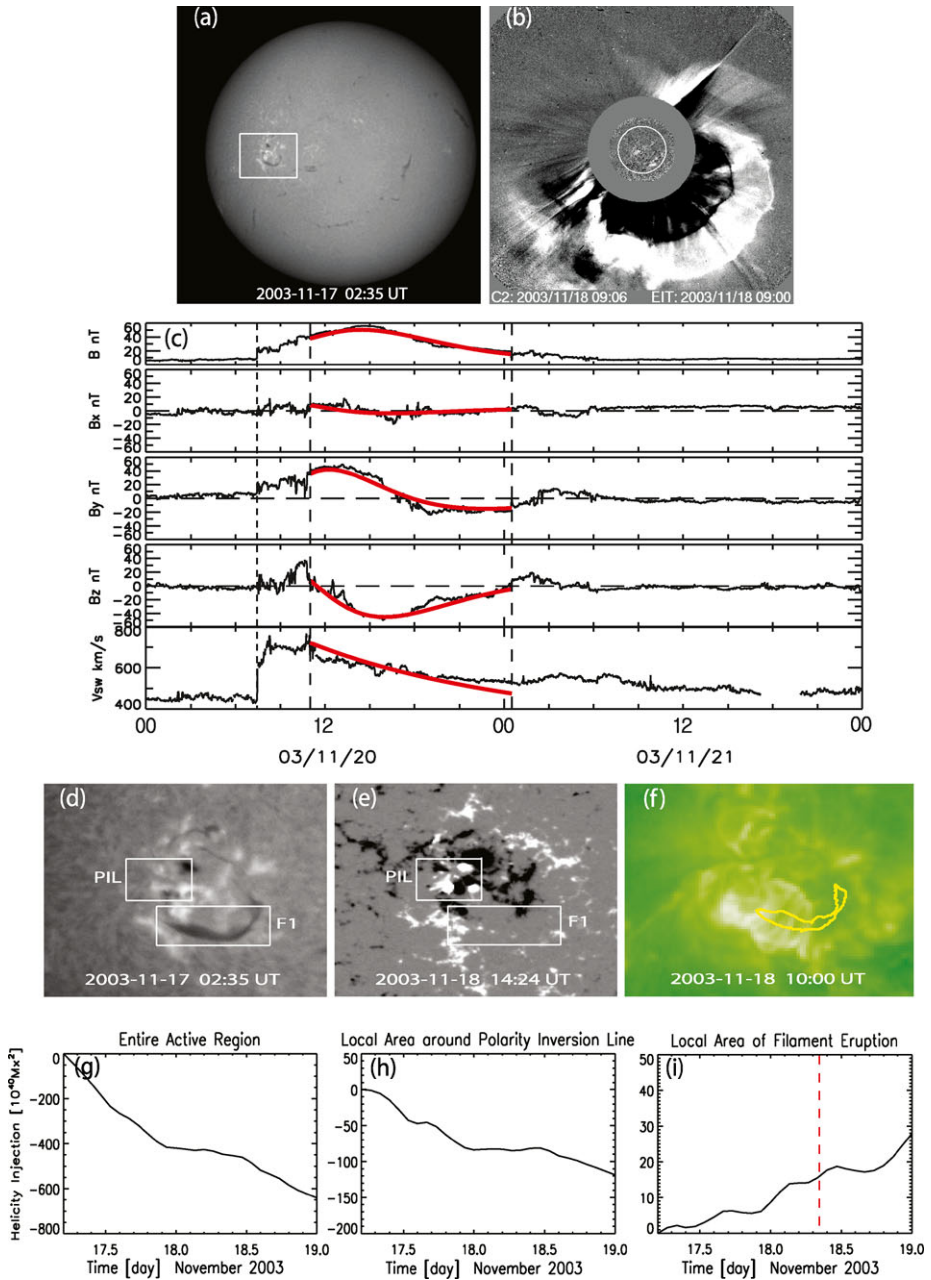 (a)
2003-11-17 02:35 UT
(b)
C2: 2003/11/18 09:06 EIT: 2003/11/18 09:00
(c)
B nT
60
40
20
0
Bx nT
60
40
20
0
-20
-40
-60
By nT
60
40
20
0
-20
-40
-60
Bz nT
60
40
20
0
-20
-40
-60
Vsw km/s
800
600
400
00 12 00 12 00
03/11/20 03/11/21
(d)
PIL
F1
2003-11-17 02:35 UT
(e)
PIL
F1
2003-11-18 14:24 UT
(f)
2003-11-18 10:00 UT
Entire Active Region
(g)
Helicity Injection [10⁴⁰Mx²]
0
-200
-400
-600
-800
17.5 18.0 18.5 19.0
Time [day] November 2003
Local Area around Polarity Inversion Line
(h)
50
0
-50
-100
-150
-200
17.5 18.0 18.5 19.0
Time [day] November 2003
Local Area of Filament Eruption
(i)
50
40
30
20
10
0
17.5 18.0 18.5 19.0
Time [day] November 2003